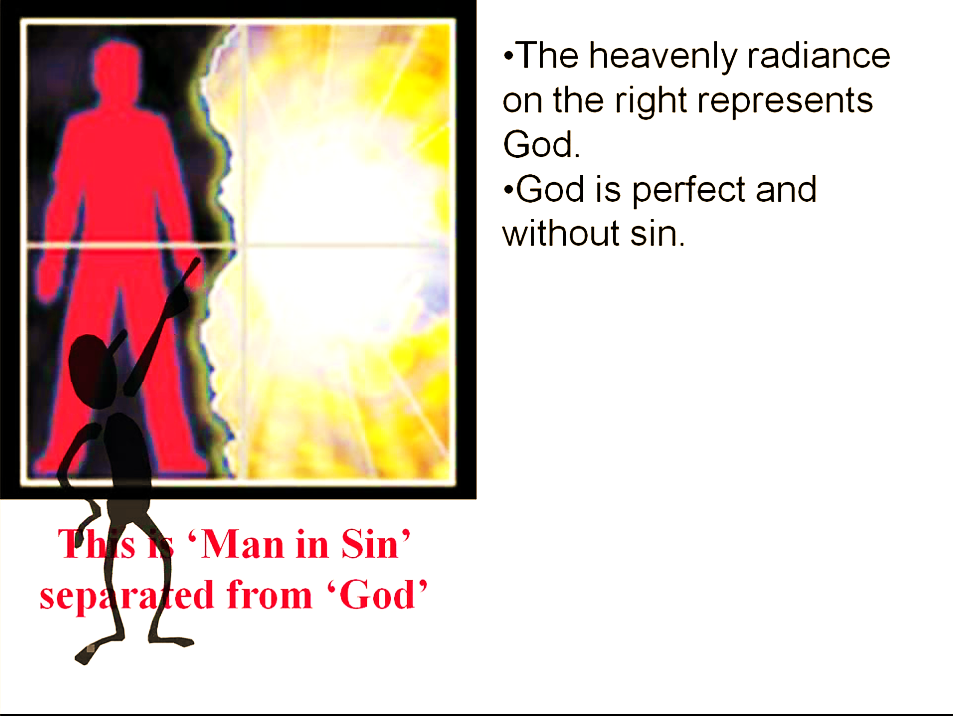 •The heavenly radiance
on the right represents
God.
•God is perfect and
without sin.
This is ‘Man in Sin’
separated from ‘God’